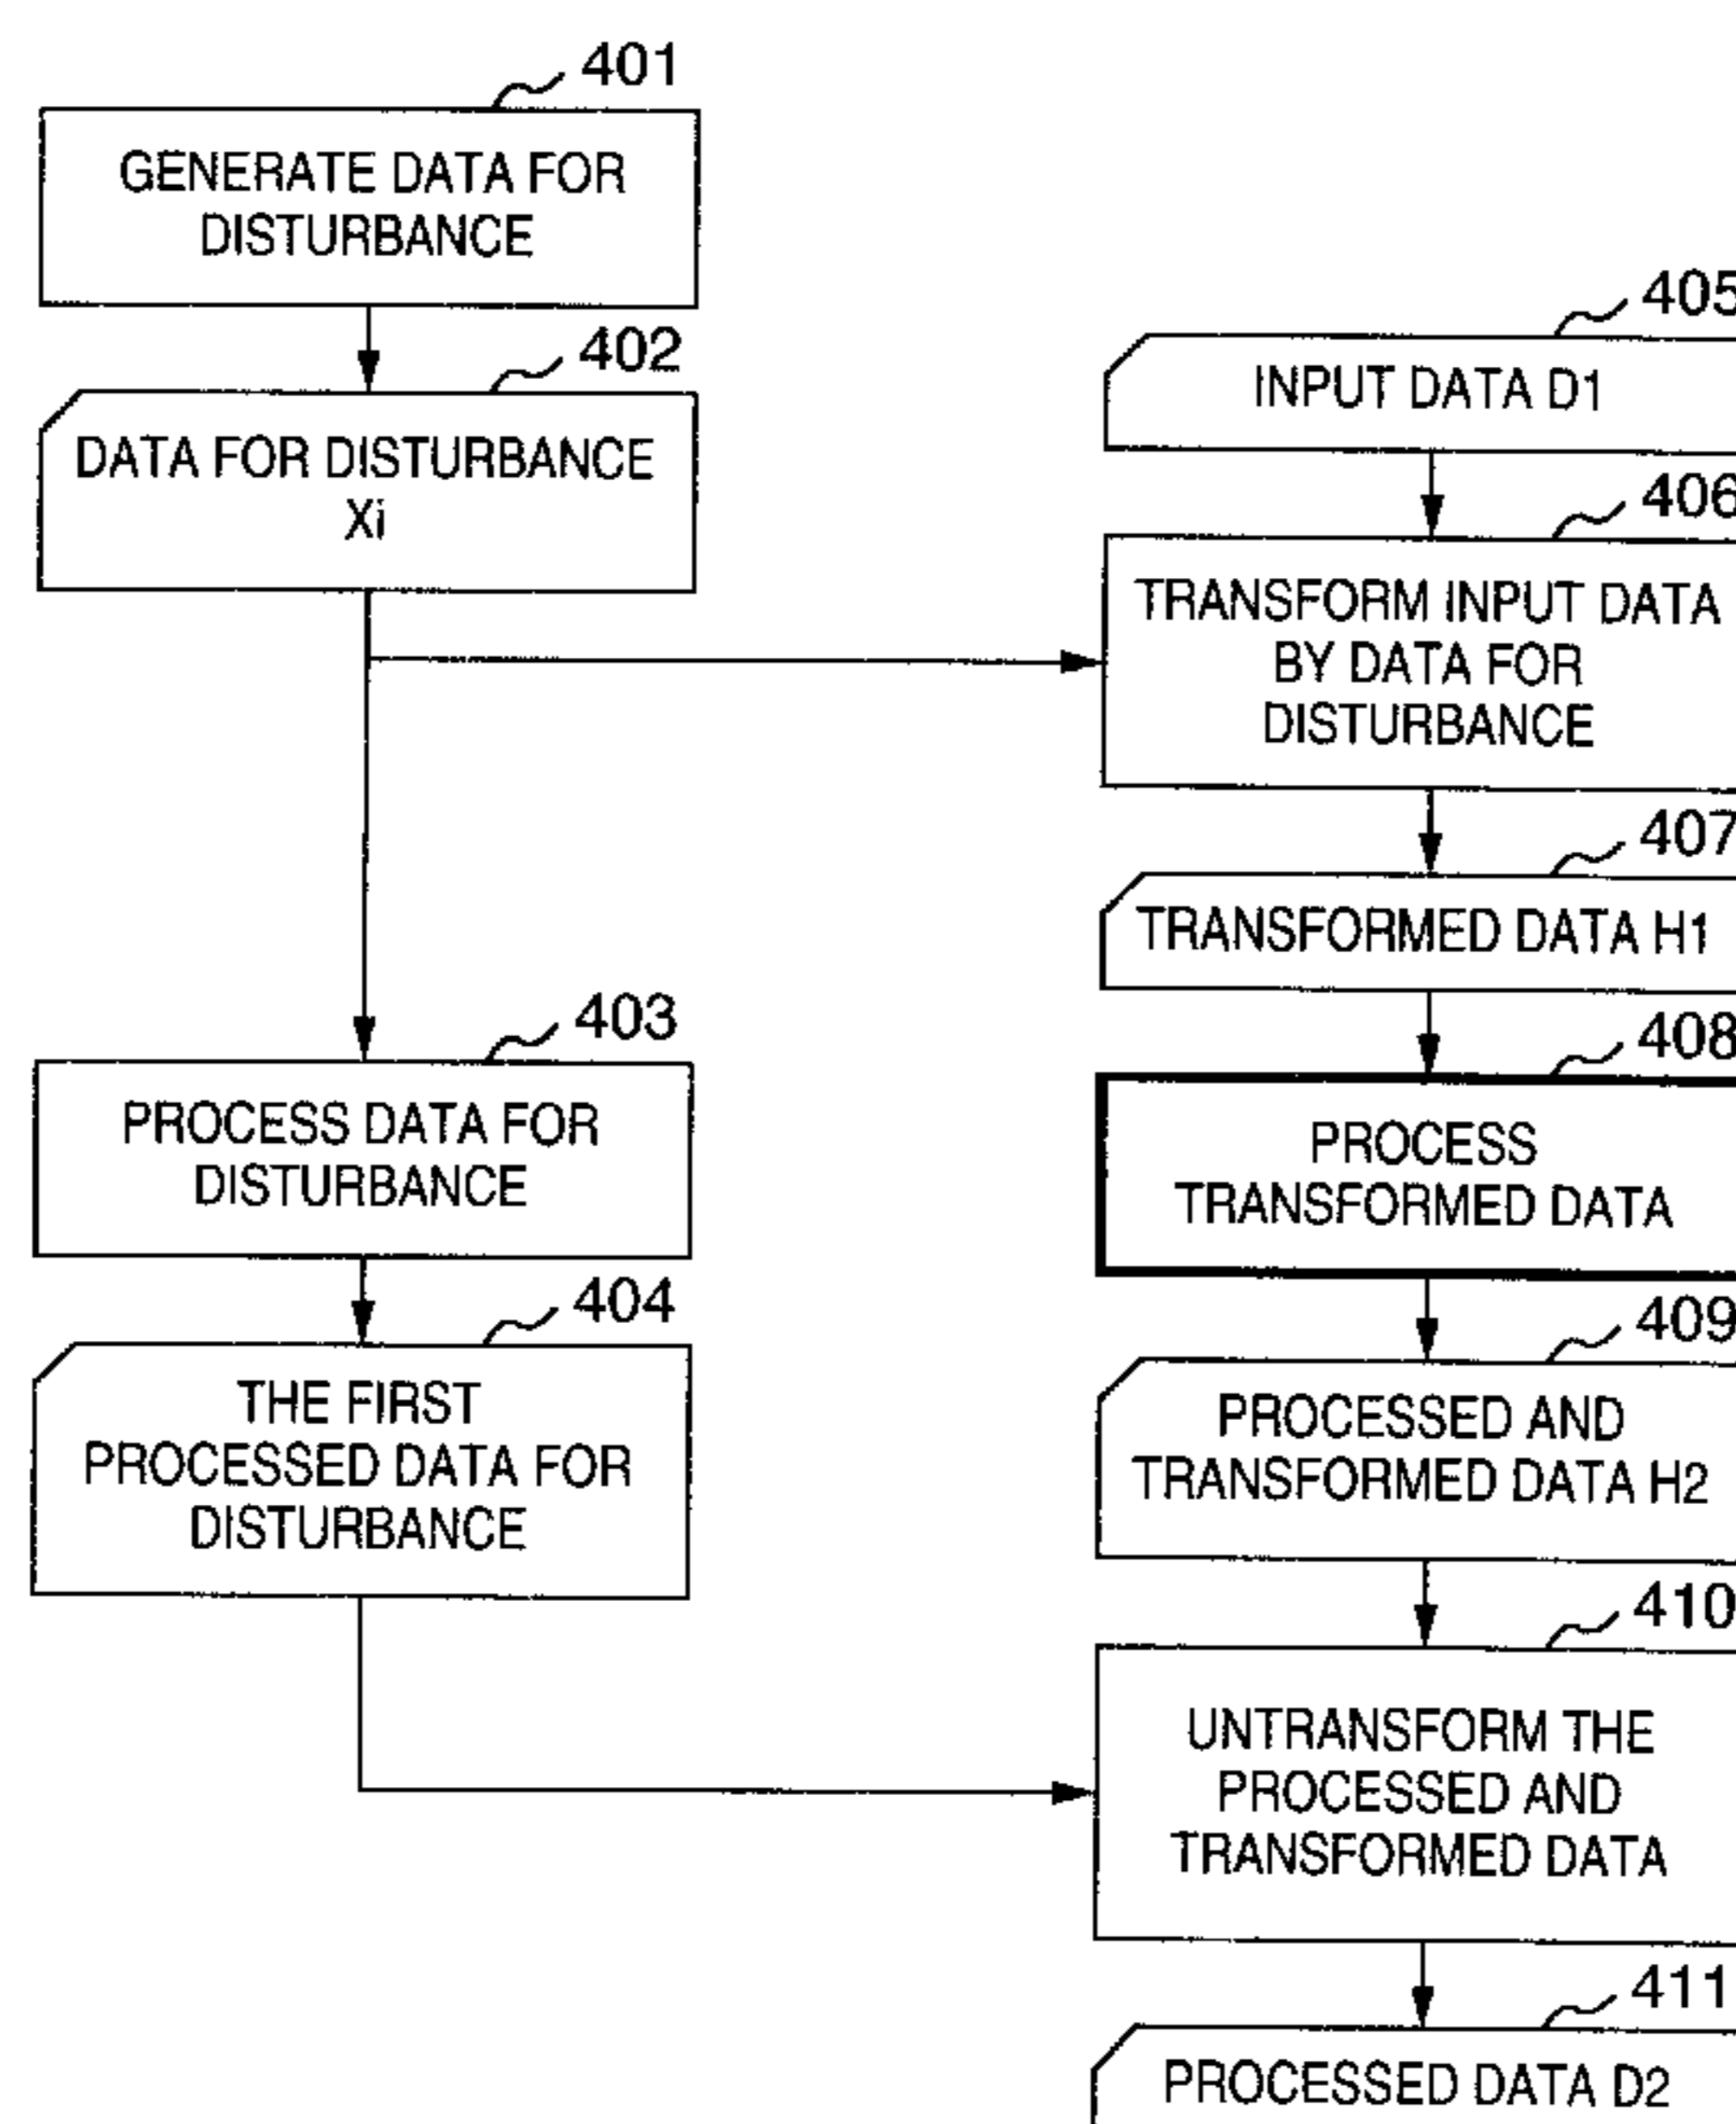 401
GENERATE DATA FOR
DISTURBANCE
402
DATA FOR DISTURBANCE
Xi
403
PROCESS DATA FOR
DISTURBANCE
404
THE FIRST
PROCESSED DATA FOR
DISTURBANCE
405
INPUT DATA D1
406
TRANSFORM INPUT DATA
BY DATA FOR
DISTURBANCE
407
TRANSFORMED DATA H1
408
PROCESS
TRANSFORMED DATA
409
PROCESSED AND
TRANSFORMED DATA H2
410
UNTRANSFORM THE
PROCESSED AND
TRANSFORMED DATA
411
PROCESSED DATA D2